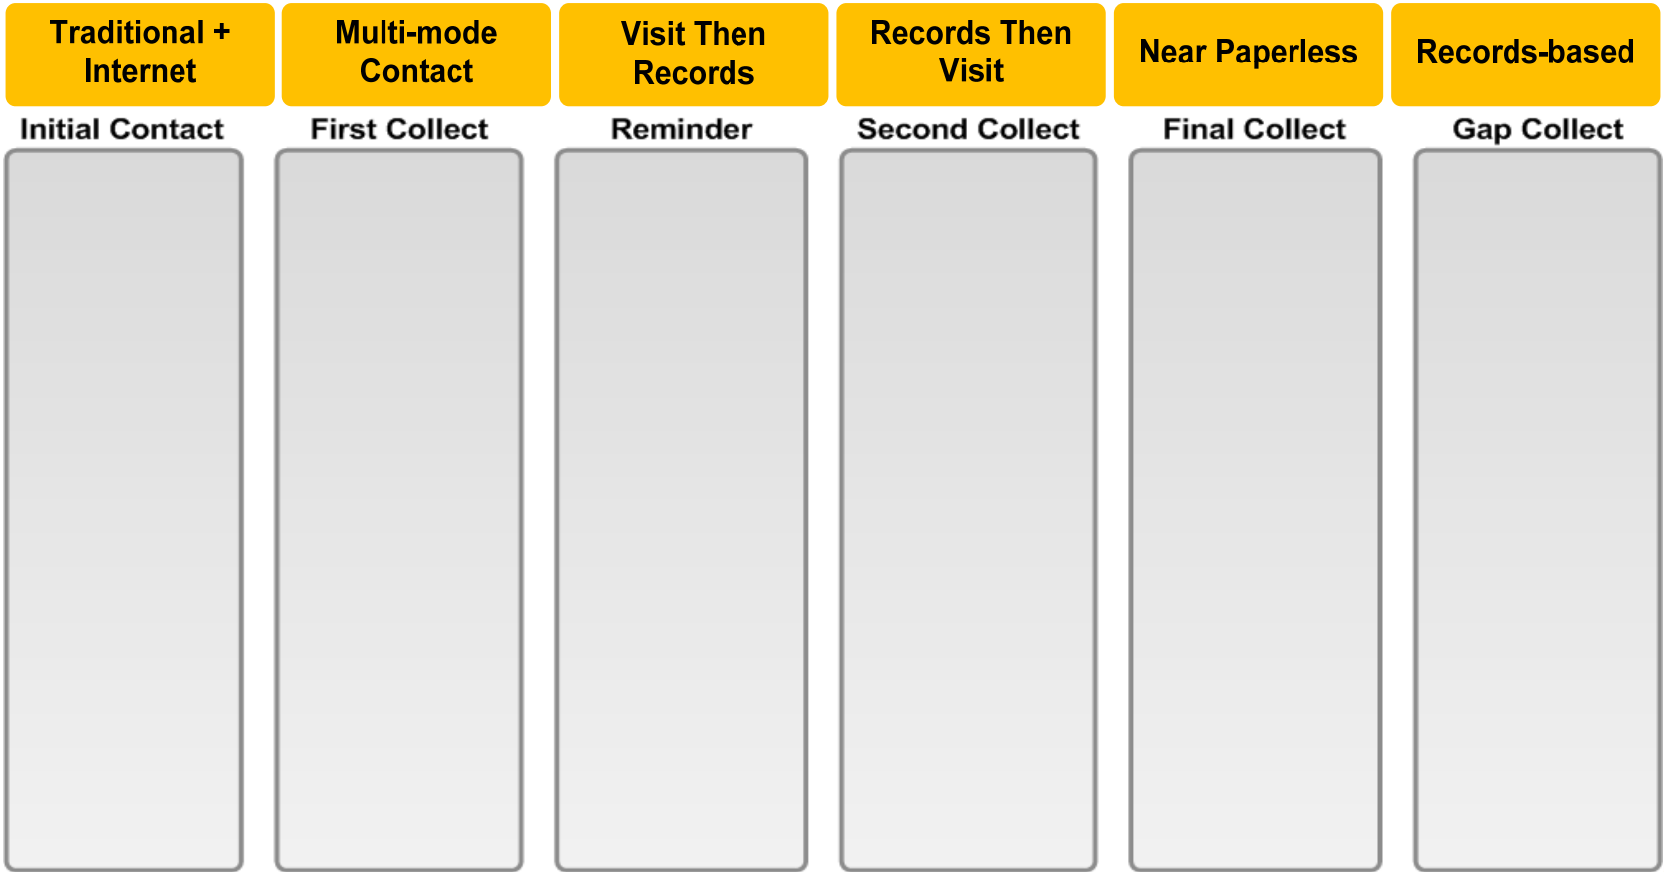 Traditional +
Internet
Multi-mode
Contact
Visit Then
Records
Records Then
Visit
Near Paperless
Records-based
Initial Contact
First Collect
Reminder
Second Collect
Final Collect
Gap Collect